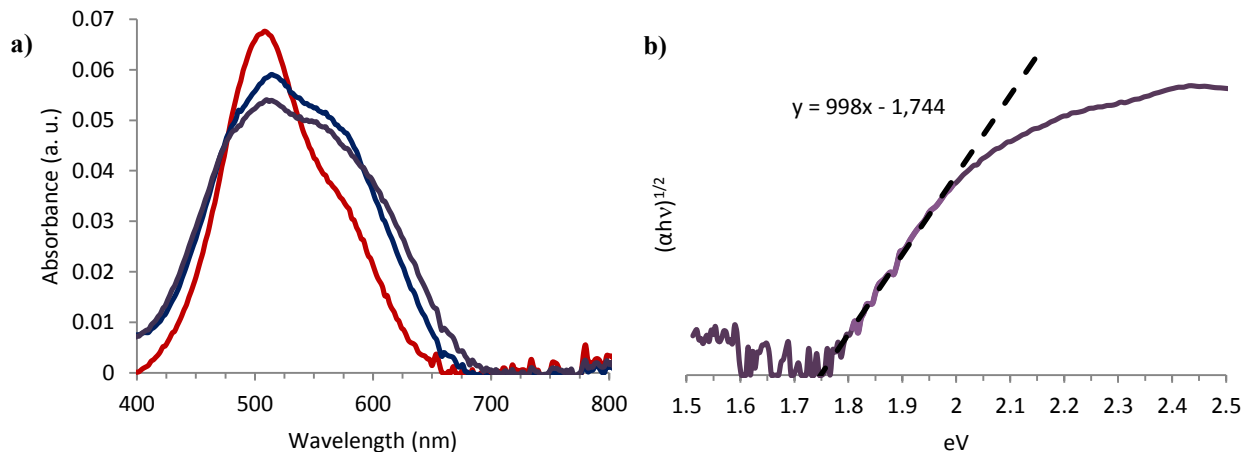 a)
0.07
0.06
0.05
0.04
0.03
0.02
0.01
0
Absorbance (a. u.)
400 500 600 700 800
Wavelength (nm)
b)
y = 998x - 1,744
(αhν)1/2
1.5 1.6 1.7 1.8 1.9 2 2.1 2.2 2.3 2.4 2.5
eV